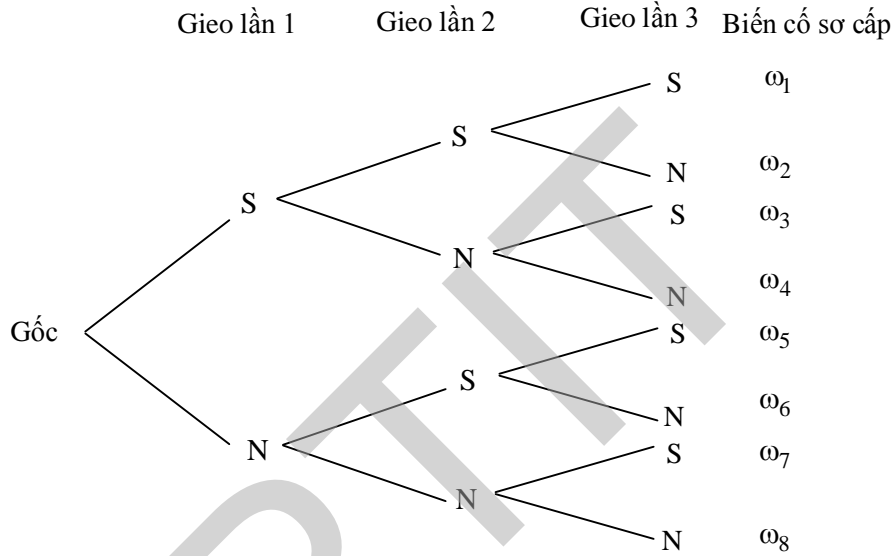 Gieo lần 1 Gieo lần 2 Gieo lần 3 Biến cố sơ cấp
S ω1
S
N ω2
S
S ω3
N
N ω4
Gốc
S ω5
S
N ω6
N
S ω7
N
N ω8
PTIT